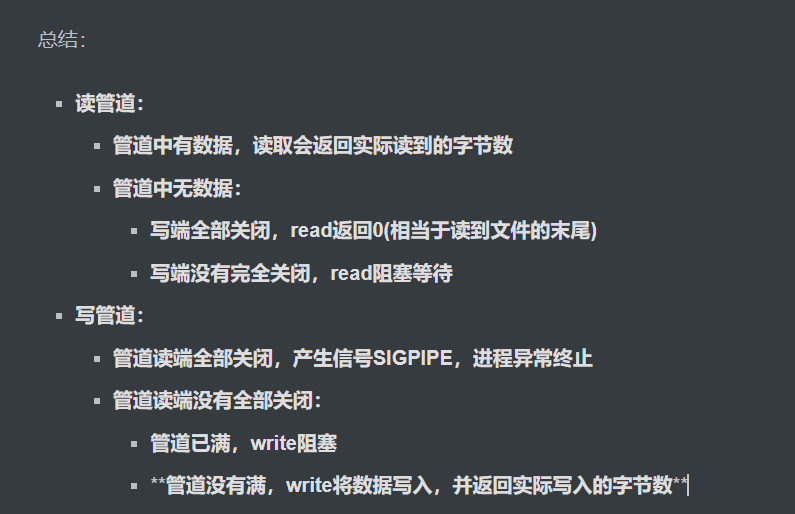 总结：
读管道：
管道中有数据，读取会返回实际读到的字节数
管道中无数据：
写端全部关闭，read返回0(相当于读到文件的末尾)
写端没有完全关闭，read阻塞等待
写管道：
管道读端全部关闭，产生信号SIGPIPE，进程异常终止
管道读端没有全部关闭：
管道已满，write阻塞
**管道没有满，write将数据写入，并返回实际写入的字节数**